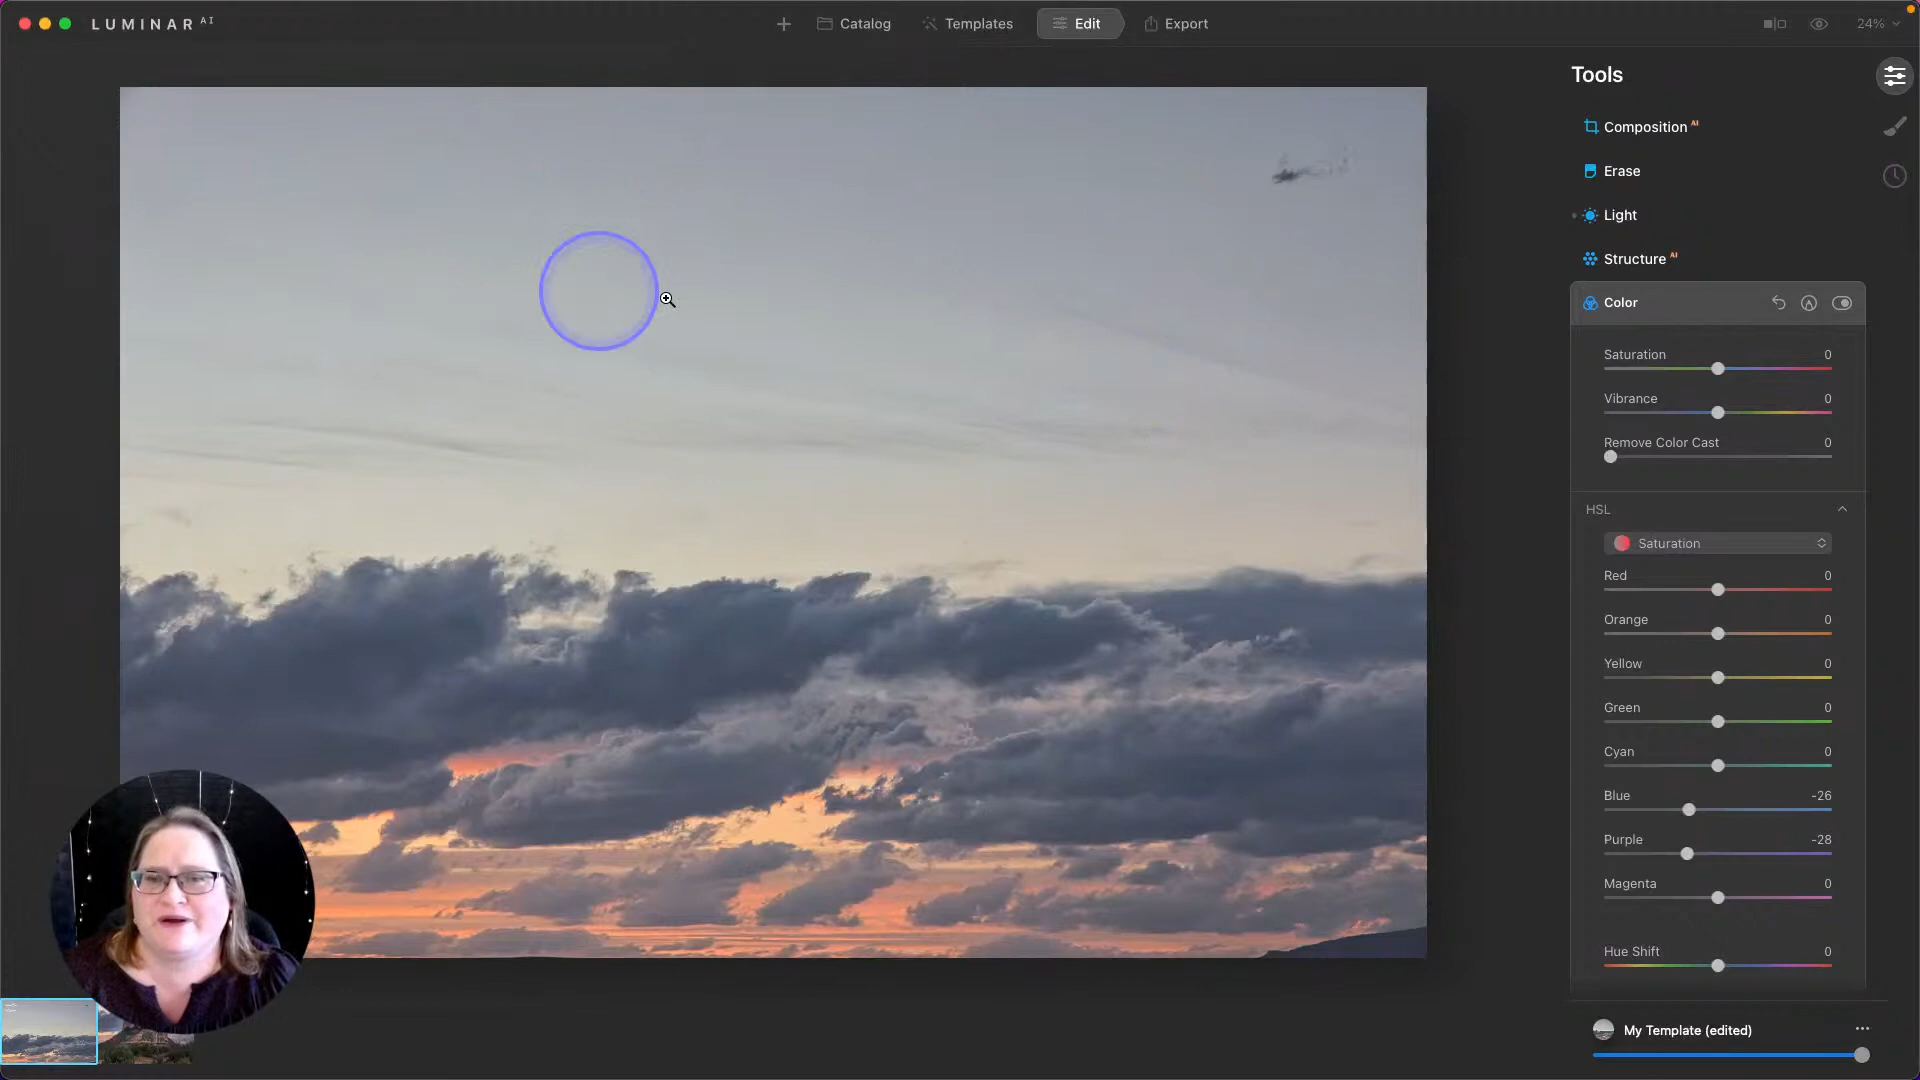 LUMINAR AI
Catalog
Templates
Edit
Export
24%
Tools
Composition AI
Erase
Light
Structure AI
Color
Saturation 0
Vibrance 0
Remove Color Cast 0
HSL
Saturation
Red 0
Orange 0
Yellow 0
Green 0
Cyan 0
Blue -26
Purple -28
Magenta 0
Hue Shift 0
My Template (edited)